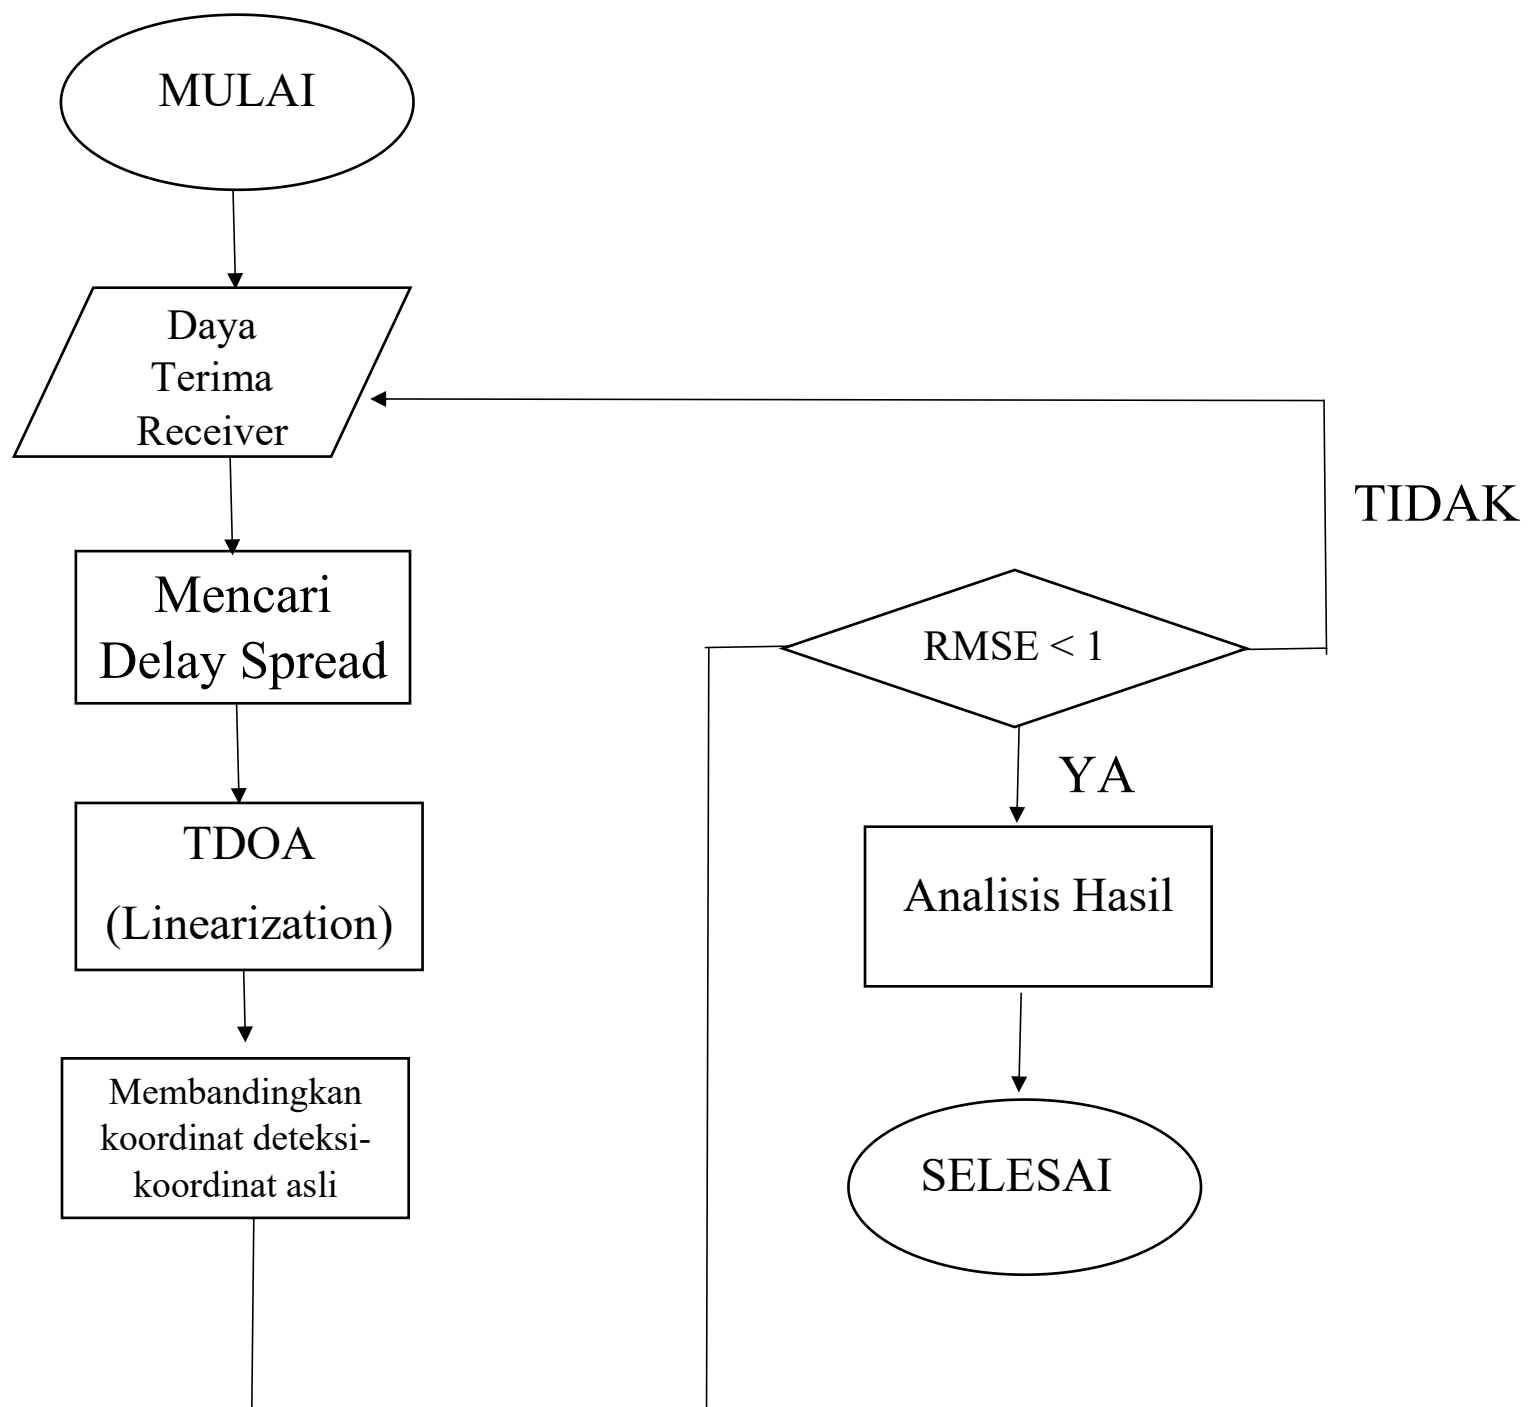 MULAI
Daya
Terima
Receiver
Mencari
Delay Spread
TDOA
(Linearization)
Membandingkan
koordinat deteksi-
koordinat asli
RMSE < 1
TIDAK
YA
Analisis Hasil
SELESAI